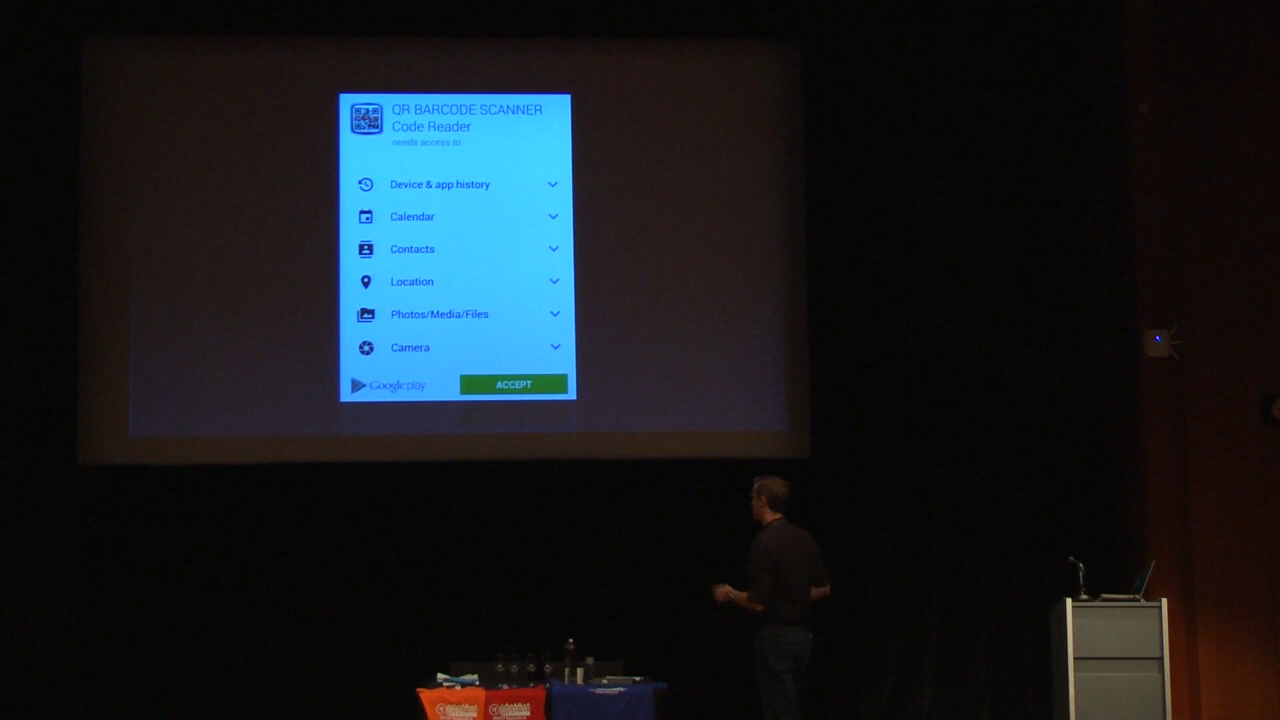 QR BARCODE SCANNER
Code Reader
needs access to
Device & app history
Calendar
Contacts
Location
Photos/Media/Files
Camera
Google play
ACCEPT